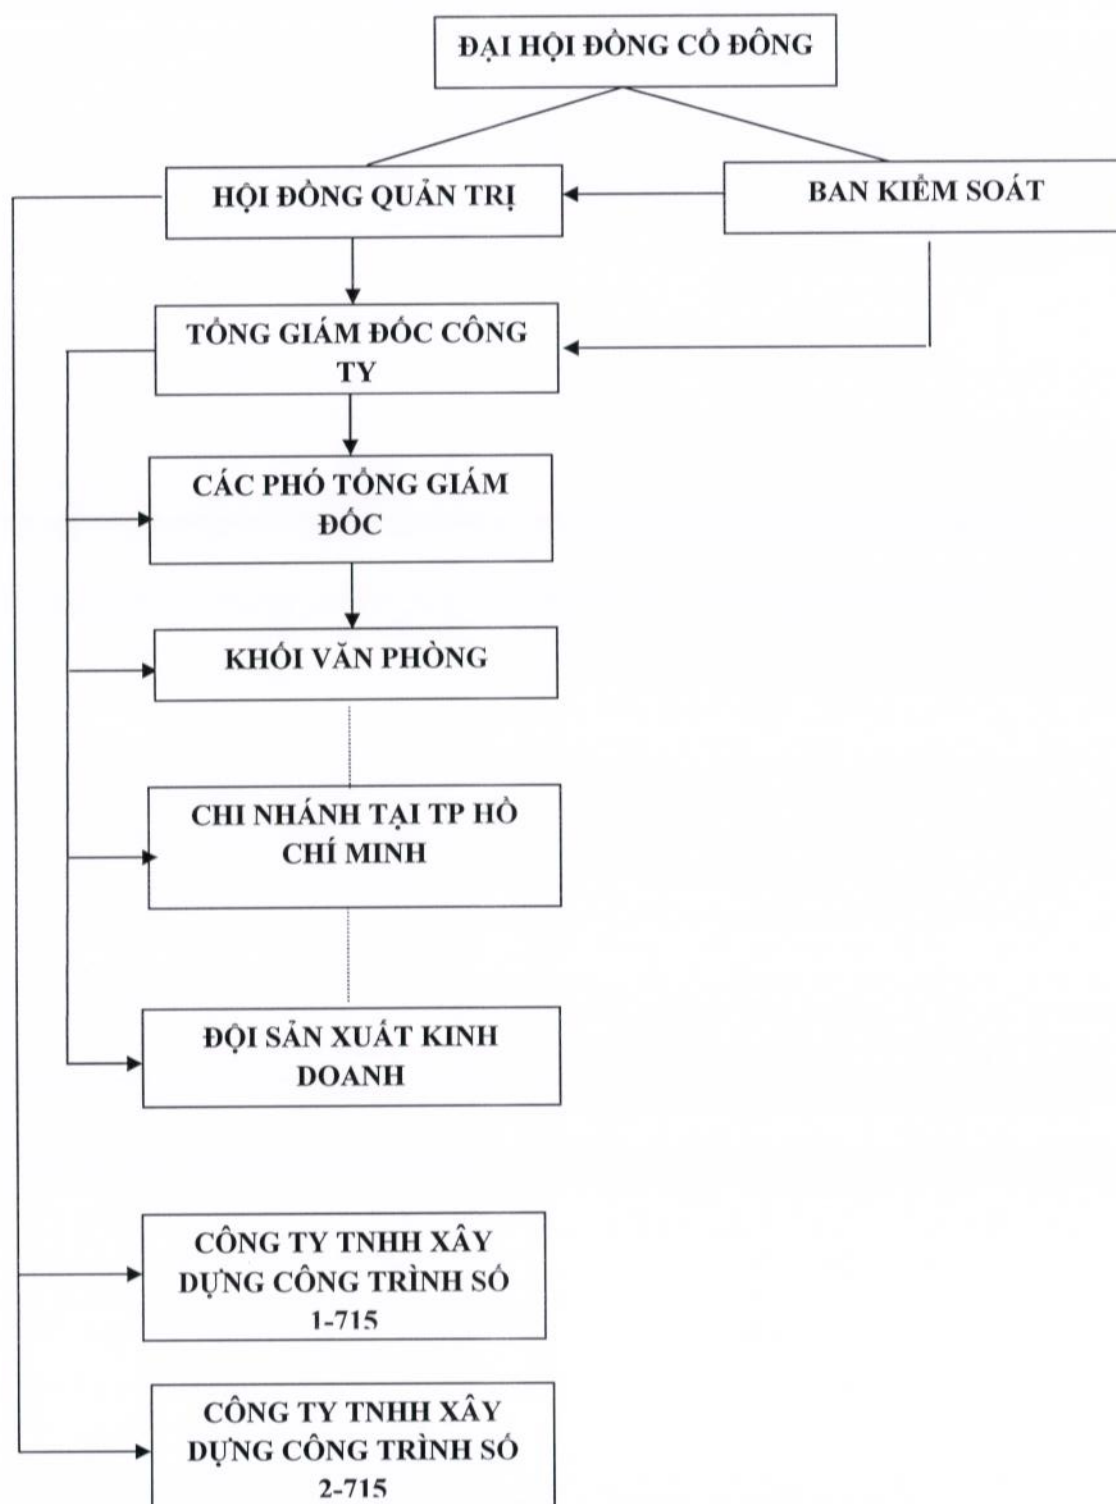 ĐẠI HỘI ĐỒNG CỔ ĐÔNG
HỘI ĐỒNG QUẢN TRỊ
BAN KIỂM SOÁT
TỔNG GIÁM ĐỐC CÔNG
TY
CÁC PHÓ TỔNG GIÁM
ĐỐC
KHỐI VĂN PHÒNG
CHI NHÁNH TẠI TP HỒ
CHÍ MINH
ĐỘI SẢN XUẤT KINH
DOANH
CÔNG TY TNHH XÂY
DỰNG CÔNG TRÌNH SỐ
1-715
CÔNG TY TNHH XÂY
DỰNG CÔNG TRÌNH SỐ
2-715